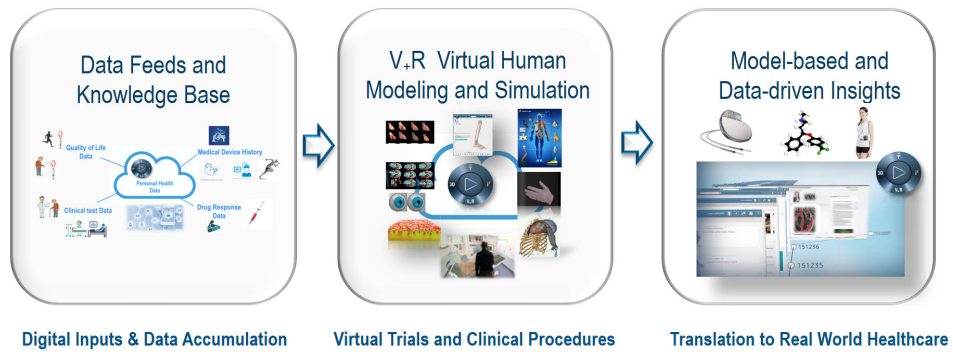 Data Feeds and
Knowledge Base
Quality of Life
Data
Medical Device History
Personal Health
Data
Clinical test Data
Drug Response
Data
Digital Inputs & Data Accumulation
V+R Virtual Human
Modeling and Simulation
3D
V+R
Virtual Trials and Clinical Procedures
Model-based and
Data-driven Insights
3D
V+R
151236
151235
Translation to Real World Healthcare